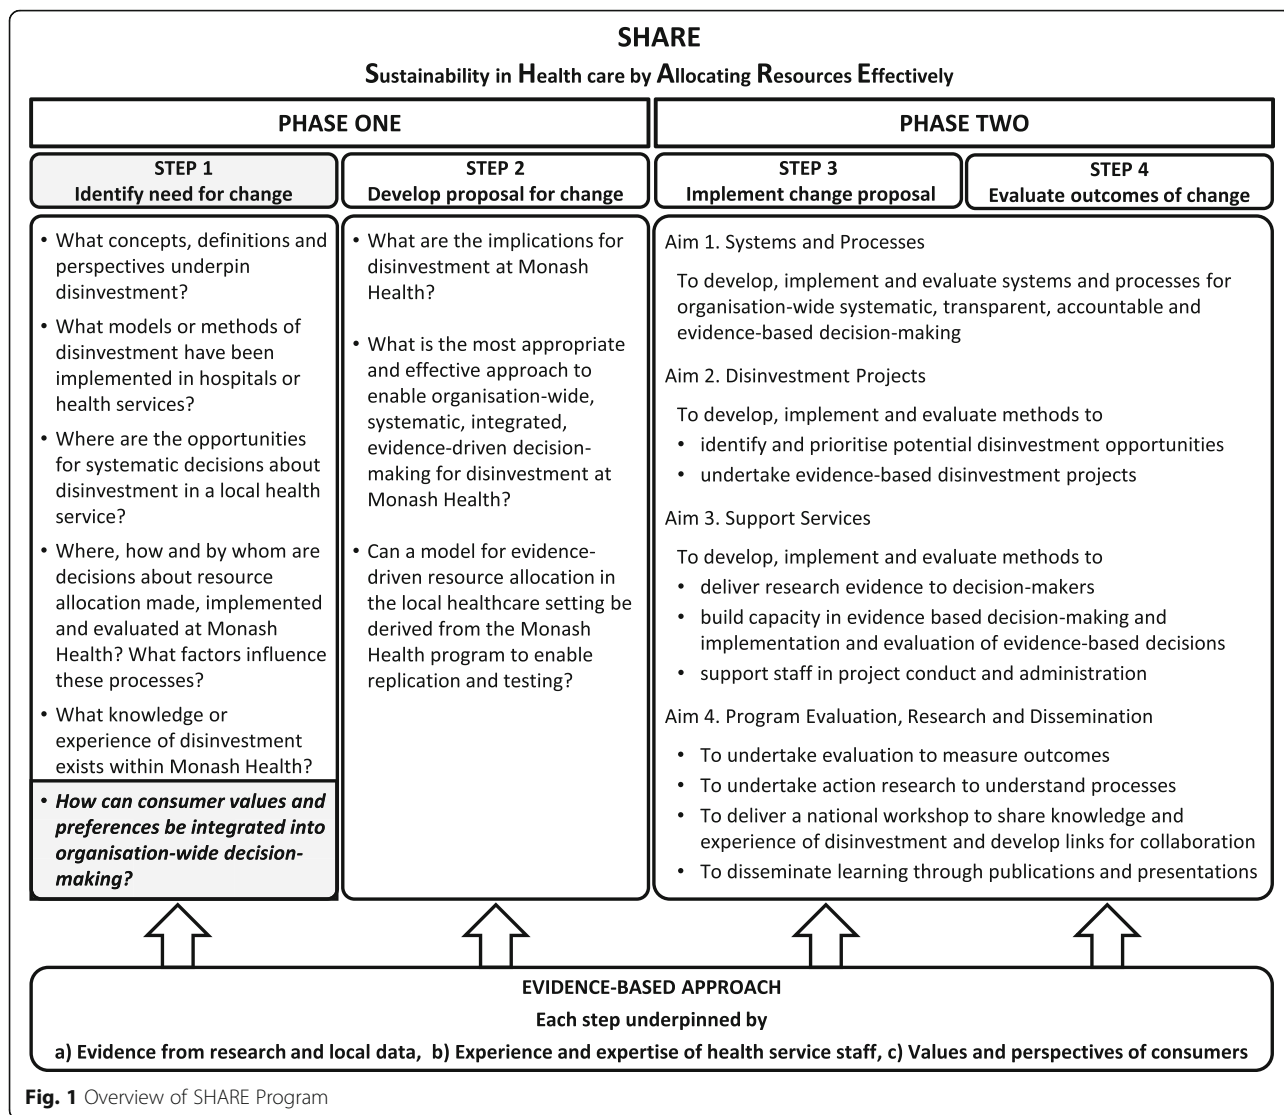 SHARE
Sustainability in Health care by Allocating Resources Effectively
PHASE ONE
PHASE TWO
STEP 1
Identify need for change
STEP 2
Develop proposal for change
STEP 3
Implement change proposal
STEP 4
Evaluate outcomes of change
• What concepts, definitions and
perspectives underpin
disinvestment?
• What models or methods of
disinvestment have been
implemented in hospitals or
health services?
• Where are the opportunities
for systematic decisions about
disinvestment in a local health
service?
• Where, how and by whom are
decisions about resource
allocation made, implemented
and evaluated at Monash
Health? What factors influence
these processes?
• What knowledge or
experience of disinvestment
exists within Monash Health?
• How can consumer values and
preferences be integrated into
organisation-wide decision-
making?
• What are the implications for
disinvestment at Monash
Health?
• What is the most appropriate
and effective approach to
enable organisation-wide,
systematic, integrated,
evidence-driven decision-
making for disinvestment at
Monash Health?
• Can a model for evidence-
driven resource allocation in
the local healthcare setting be
derived from the Monash
Health program to enable
replication and testing?
Aim 1. Systems and Processes
To develop, implement and evaluate systems and processes for
organisation-wide systematic, transparent, accountable and
evidence-based decision-making
Aim 2. Disinvestment Projects
To develop, implement and evaluate methods to
• identify and prioritise potential disinvestment opportunities
• undertake evidence-based disinvestment projects
Aim 3. Support Services
To develop, implement and evaluate methods to
• deliver research evidence to decision-makers
• build capacity in evidence based decision-making and
implementation and evaluation of evidence-based decisions
• support staff in project conduct and administration
Aim 4. Program Evaluation, Research and Dissemination
• To undertake evaluation to measure outcomes
• To undertake action research to understand processes
• To deliver a national workshop to share knowledge and
experience of disinvestment and develop links for collaboration
• To disseminate learning through publications and presentations
EVIDENCE-BASED APPROACH
Each step underpinned by
a) Evidence from research and local data, b) Experience and expertise of health service staff, c) Values and perspectives of consumers
Fig. 1 Overview of SHARE Program